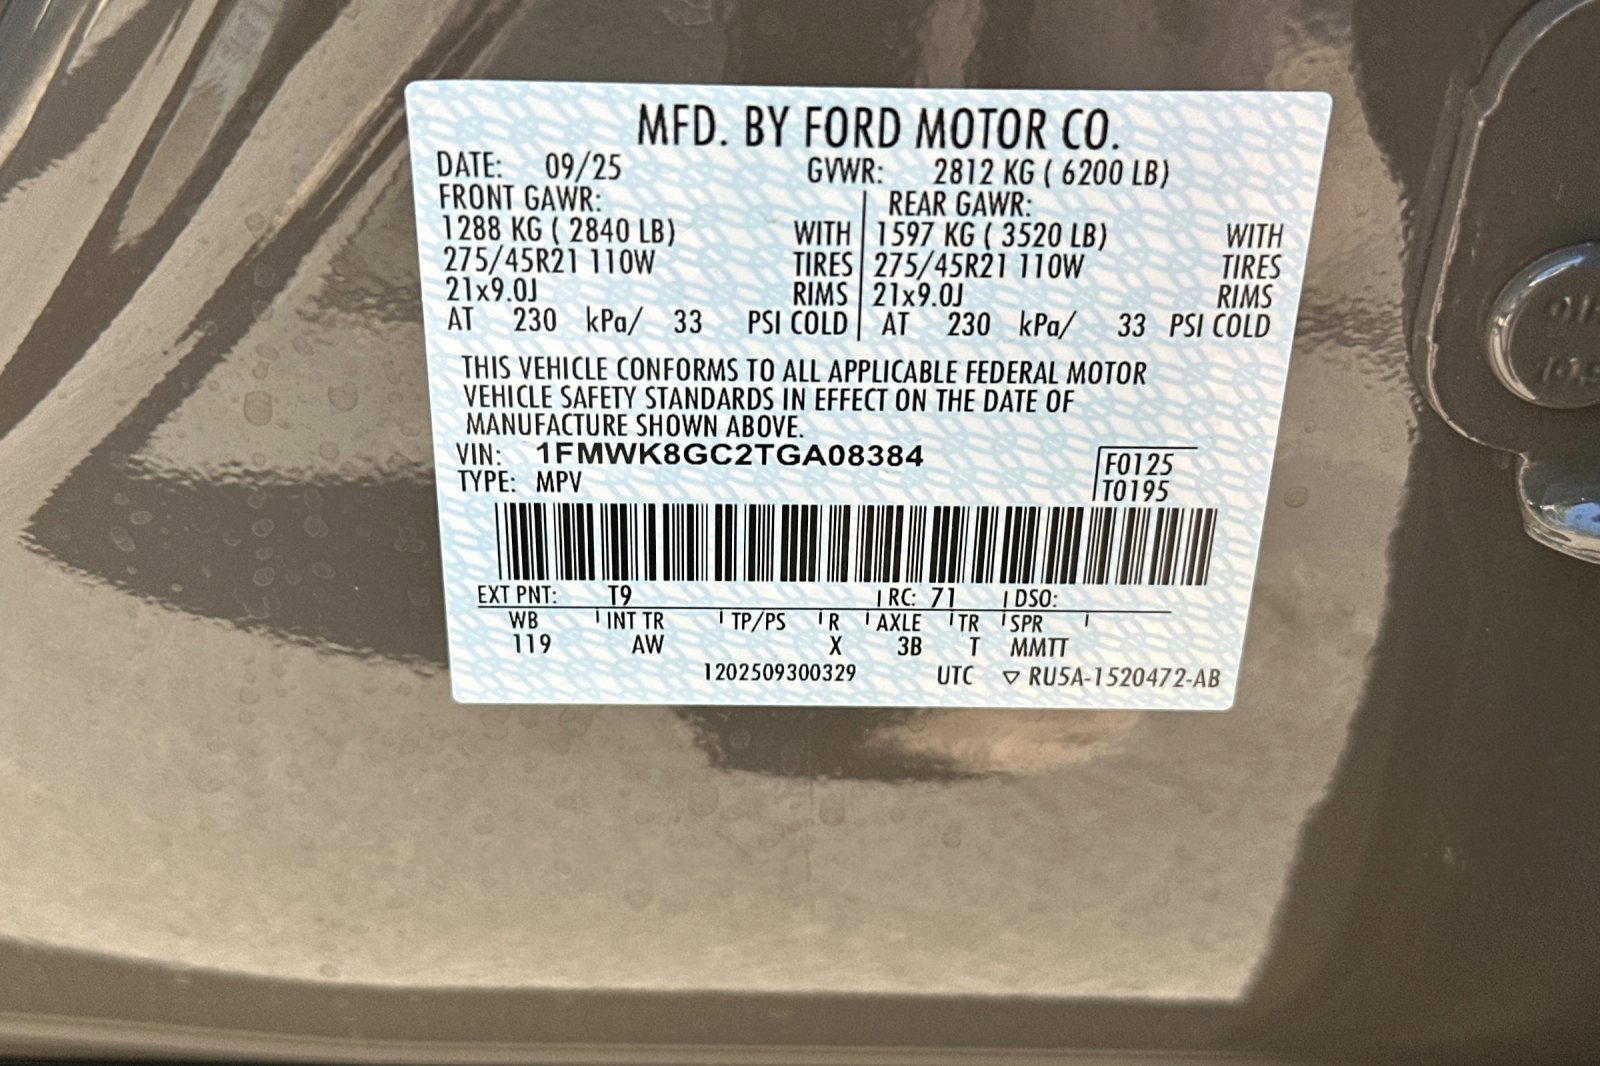 MFD. BY FORD MOTOR CO.
DATE: 09/25 GVWR: 2812 KG ( 6200 LB)
FRONT GAWR: REAR GAWR:
1288 KG ( 2840 LB) WITH 1597 KG ( 3520 LB) WITH
275/45R21 110W TIRES 275/45R21 110W TIRES
21x9.0J RIMS 21x9.0J RIMS
AT 230 kPa/ 33 PSI COLD AT 230 kPa/ 33 PSI COLD
THIS VEHICLE CONFORMS TO ALL APPLICABLE FEDERAL MOTOR
VEHICLE SAFETY STANDARDS IN EFFECT ON THE DATE OF
MANUFACTURE SHOWN ABOVE.
VIN: 1FMWK8GC2TGA08384
F0125
TYPE: MPV
T0195
EXT PNT: T9 RC: 71 DSO:
WB INT TR TP/PS R AXLE TR SPR
119 AW X 3B T MMTT
1202509300329 UTC ▽ RU5A-1520472-AB